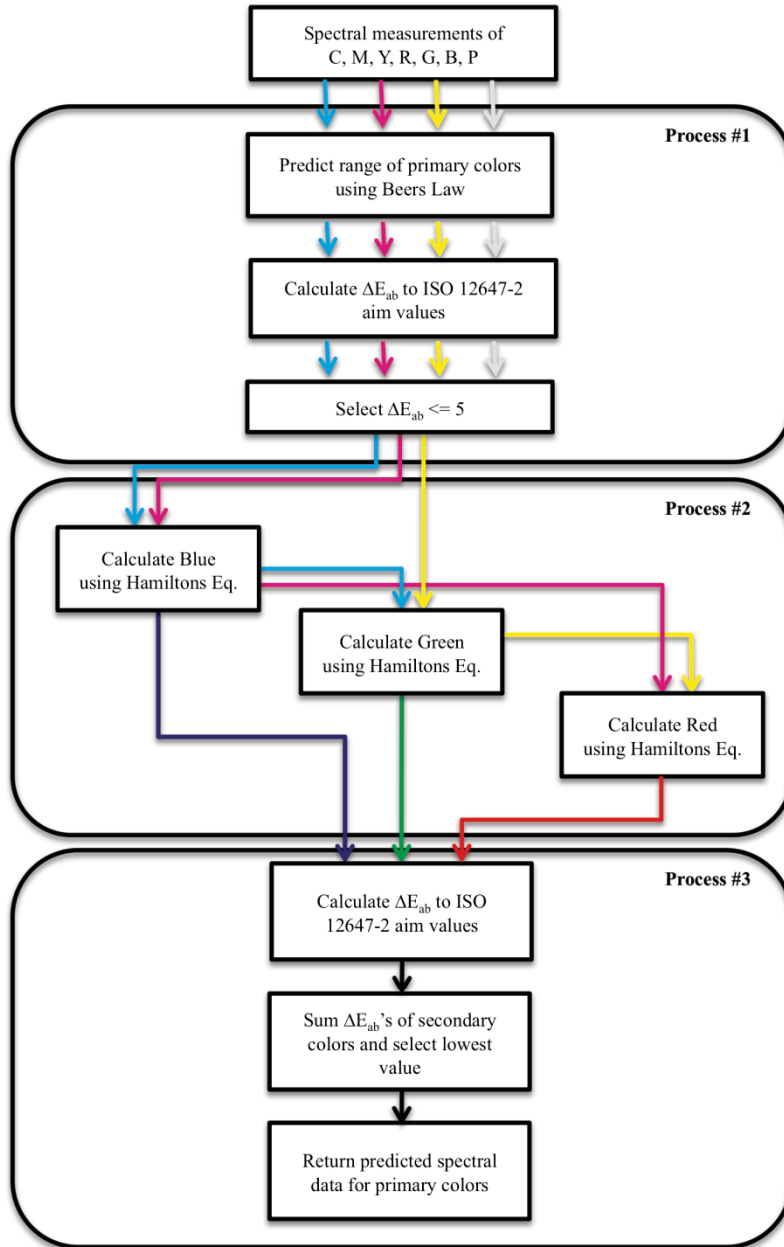 Spectral measurements of
C, M, Y, R, G, B, P
Process #1
Predict range of primary colors
using Beers Law
Calculate ΔEab to ISO 12647-2
aim values
Select ΔEab <= 5
Process #2
Calculate Blue
using Hamiltons Eq.
Calculate Green
using Hamiltons Eq.
Calculate Red
using Hamiltons Eq.
Process #3
Calculate ΔEab to ISO
12647-2 aim values
Sum ΔEab’s of secondary
colors and select lowest
value
Return predicted spectral
data for primary colors